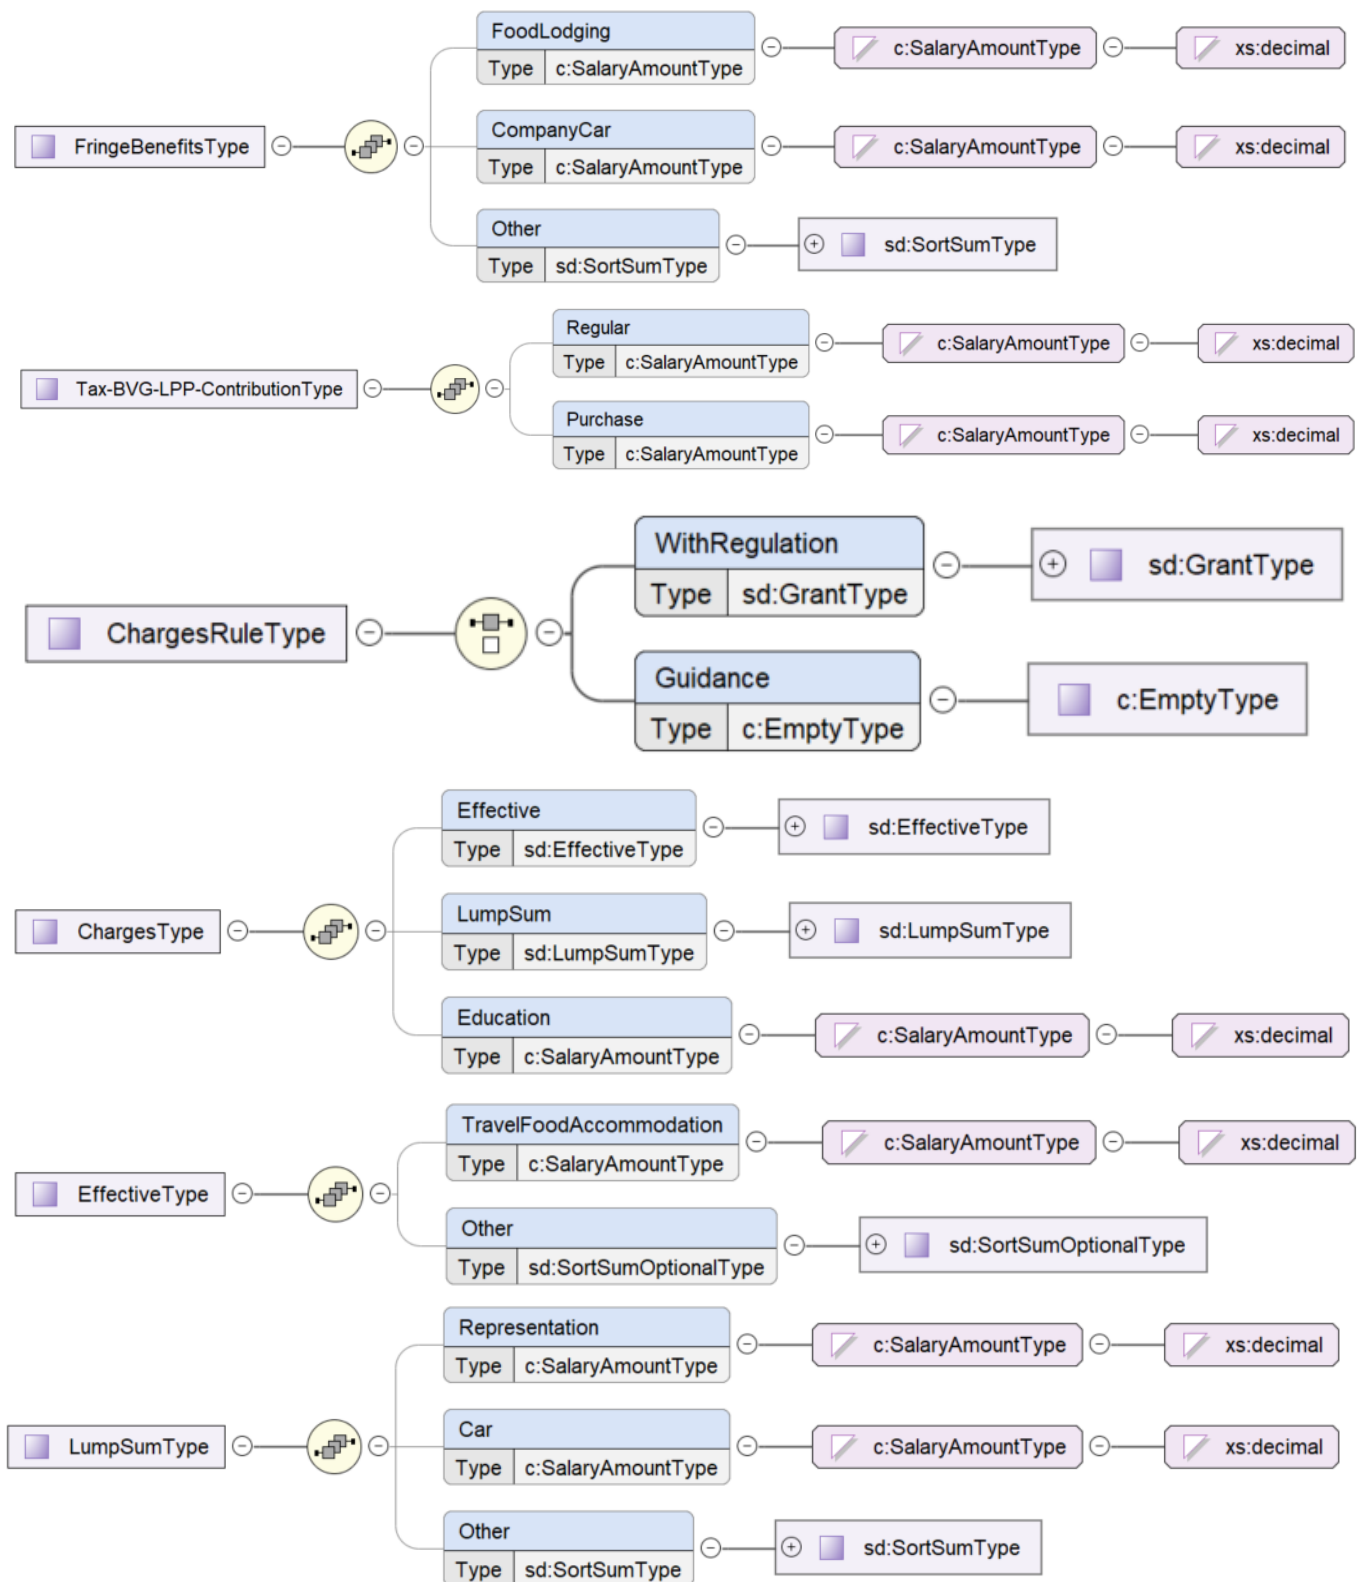 FoodLodging
Type c:SalaryAmountType
c:SalaryAmountType
xs:decimal
FringeBenefitsType
CompanyCar
Type c:SalaryAmountType
c:SalaryAmountType
xs:decimal
Other
Type sd:SortSumType
sd:SortSumType
Tax-BVG-LPP-ContributionType
Regular
Type c:SalaryAmountType
c:SalaryAmountType
xs:decimal
Purchase
Type c:SalaryAmountType
c:SalaryAmountType
xs:decimal
ChargesRuleType
WithRegulation
Type sd:GrantType
sd:GrantType
Guidance
Type c:EmptyType
c:EmptyType
ChargesType
Effective
Type sd:EffectiveType
sd:EffectiveType
LumpSum
Type sd:LumpSumType
sd:LumpSumType
Education
Type c:SalaryAmountType
c:SalaryAmountType
xs:decimal
EffectiveType
TravelFoodAccommodation
Type c:SalaryAmountType
c:SalaryAmountType
xs:decimal
Other
Type sd:SortSumOptionalType
sd:SortSumOptionalType
LumpSumType
Representation
Type c:SalaryAmountType
c:SalaryAmountType
xs:decimal
Car
Type c:SalaryAmountType
c:SalaryAmountType
xs:decimal
Other
Type sd:SortSumType
sd:SortSumType